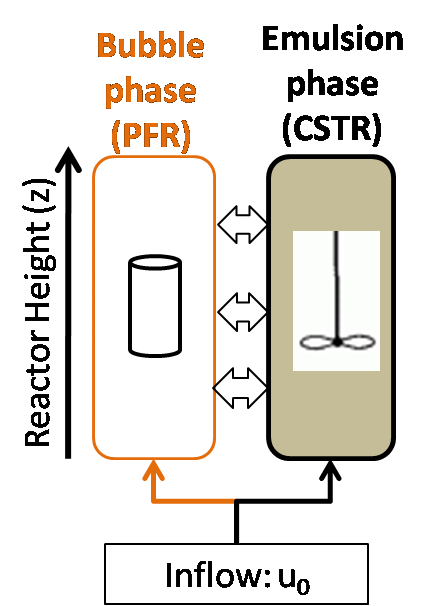 Bubble
phase
(PFR)
Emulsion
phase
(CSTR)
Reactor Height (z)
Inflow: u₀